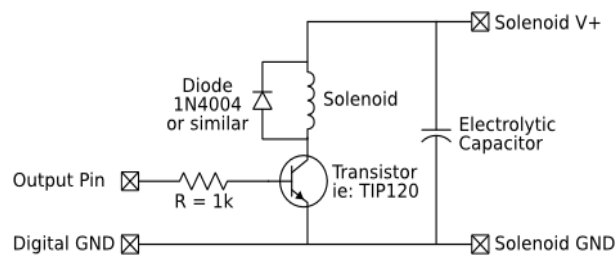 Solenoid V+
Diode
1N4004
or similar
Solenoid
Electrolytic
Capacitor
Transistor
ie: TIP120
Output Pin
R = 1k
Digital GND
Solenoid GND